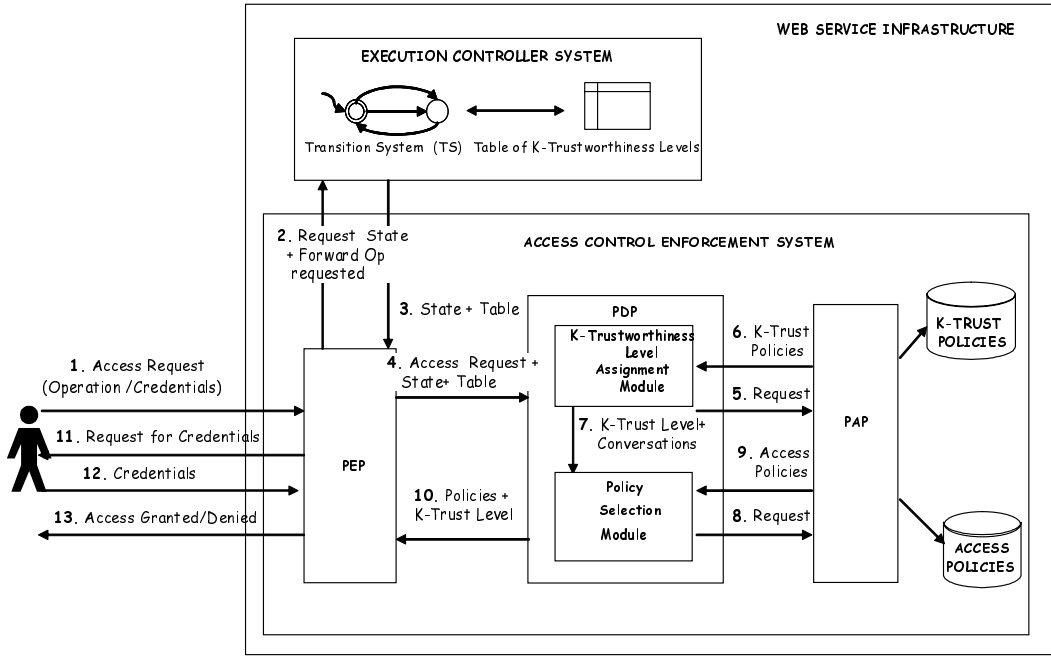 WEB SERVICE INFRASTRUCTURE
EXECUTION CONTROLLER SYSTEM
Transition System (TS)
Table of K-Trustworthiness Levels
2. Request State
+ Forward Op
requested
ACCESS CONTROL ENFORCEMENT SYSTEM
3. State + Table
PDP
K-Trustworthiness
Level
Assignment
Module
6. K-Trust
Policies
K-TRUST
POLICIES
1. Access Request
(Operation /Credentials)
4. Access Request +
State+ Table
5. Request
PAP
7. K-Trust Level+
Conversations
11. Request for Credentials
PEP
9. Access
Policies
12. Credentials
10. Policies +
K-Trust Level
Policy
Selection
Module
8. Request
13. Access Granted/Denied
ACCESS
POLICIES